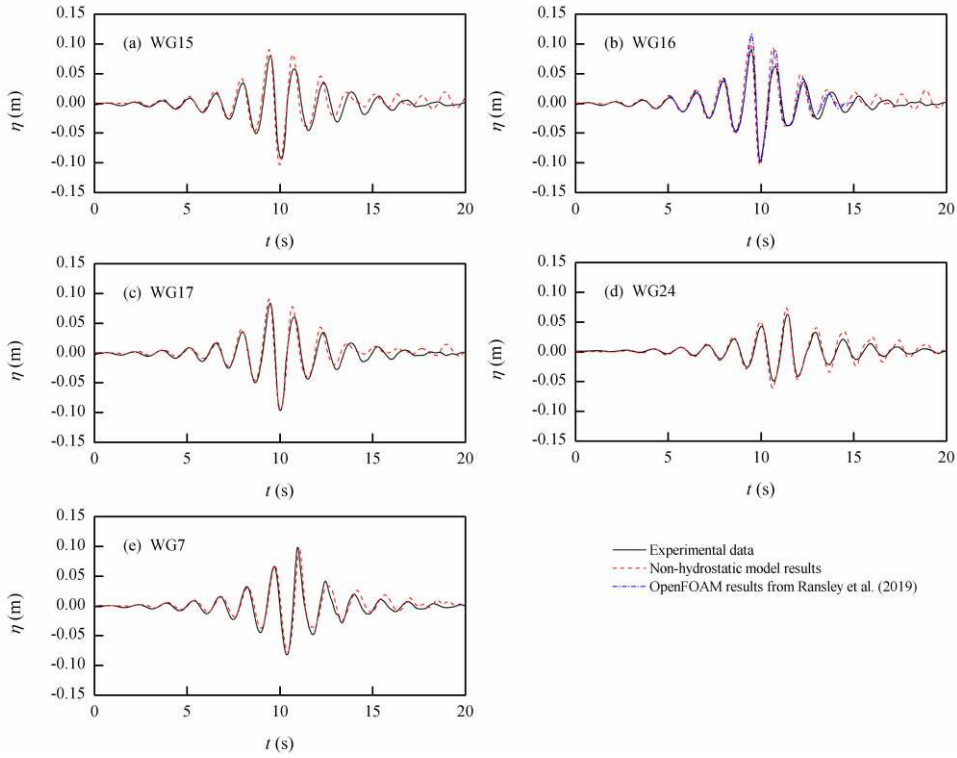 0.15
0.10
0.05
0.00
-0.05
-0.10
-0.15
η (m)
(a) WG15
0 5 10 15 20
t (s)
0.15
0.10
0.05
0.00
-0.05
-0.10
-0.15
η (m)
(b) WG16
0 5 10 15 20
t (s)
0.15
0.10
0.05
0.00
-0.05
-0.10
-0.15
η (m)
(c) WG17
0 5 10 15 20
t (s)
0.15
0.10
0.05
0.00
-0.05
-0.10
-0.15
η (m)
(d) WG24
0 5 10 15 20
t (s)
0.15
0.10
0.05
0.00
-0.05
-0.10
-0.15
η (m)
(e) WG7
0 5 10 15 20
t (s)
Experimental data
Non-hydrostatic model results
OpenFOAM results from Ransley et al. (2019)